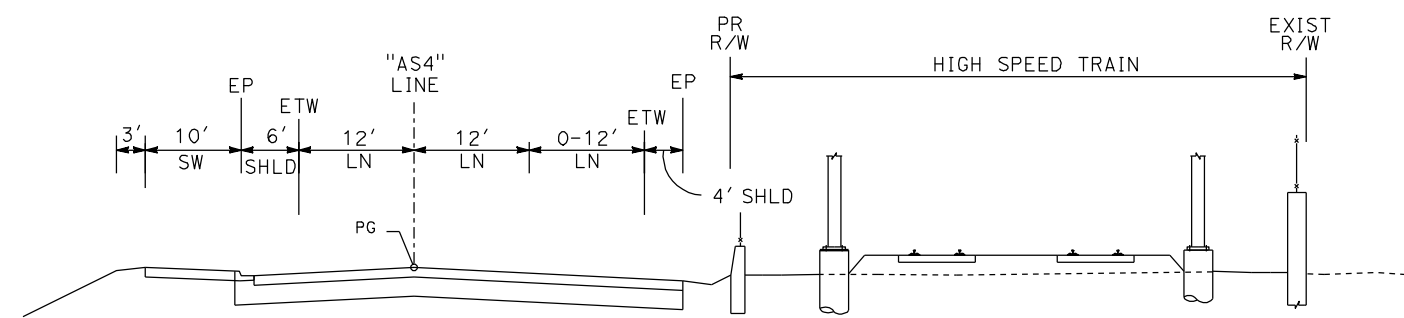 PR
R/W
EXIST
R/W
HIGH SPEED TRAIN
"AS4"
LINE
EP
ETW
EP
ETW
3'
10'
SW
6'
SHLD
12'
LN
12'
LN
0-12'
LN
4' SHLD
PG